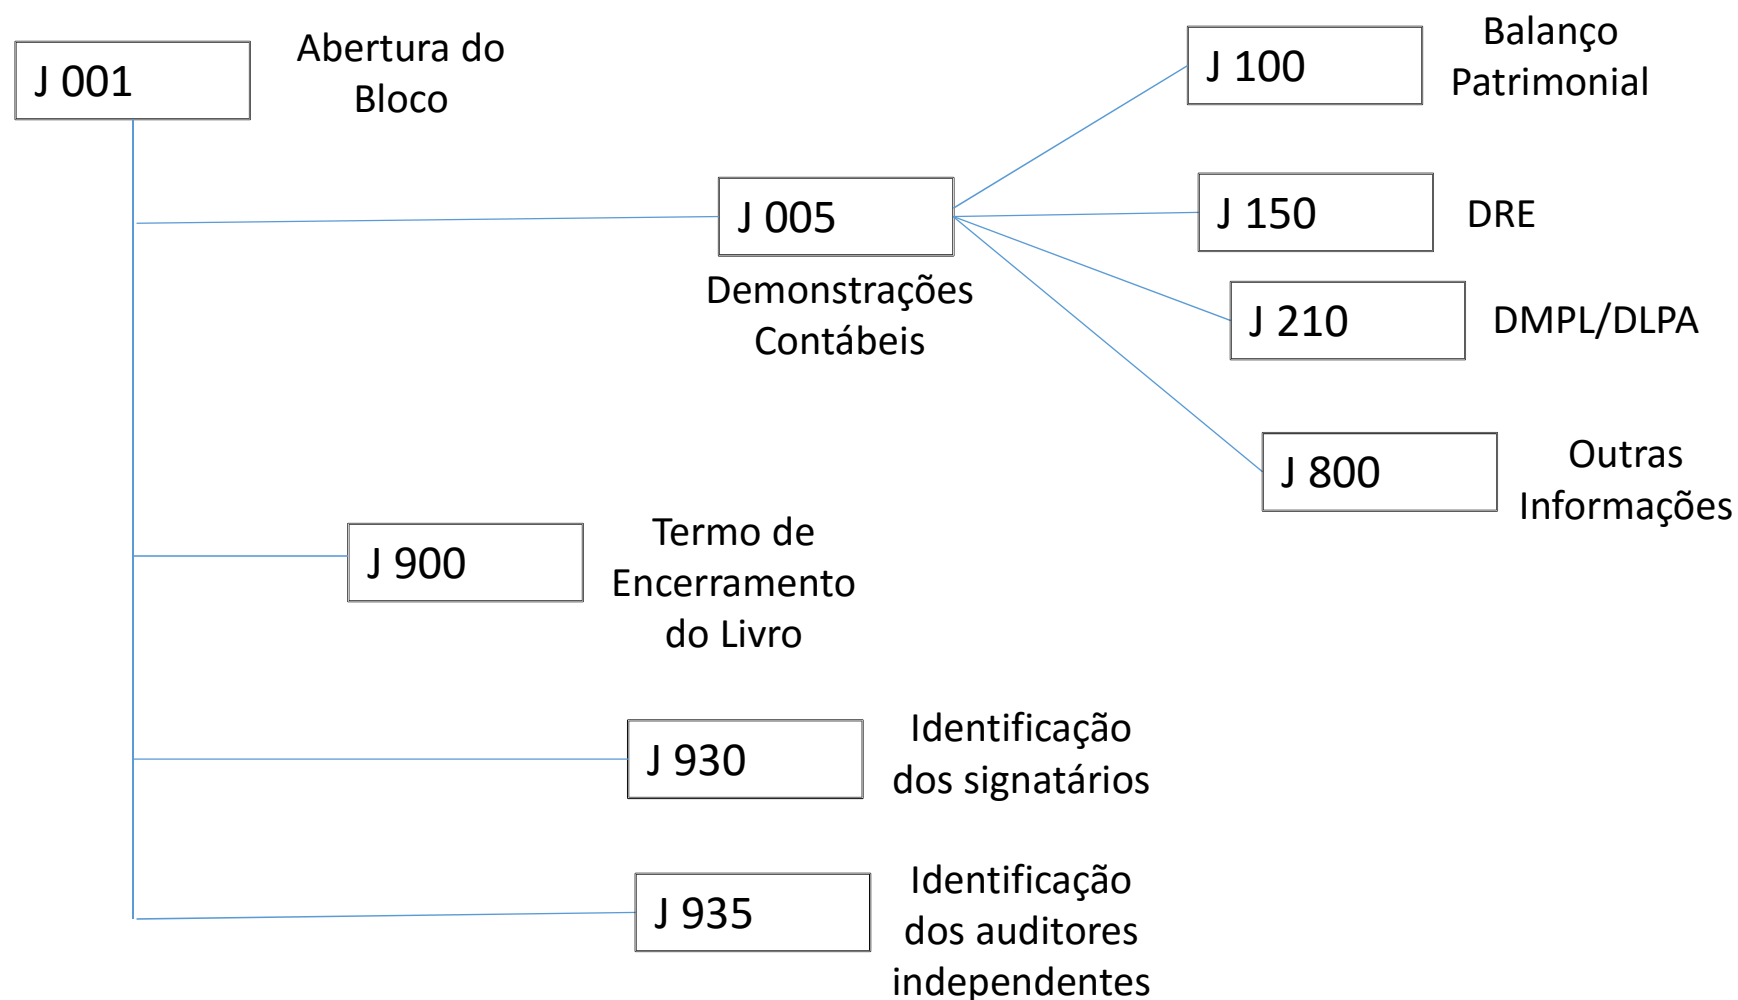 J 001
Abertura do
Bloco
J 100
Balanço
Patrimonial
J 005
Demonstrações
Contábeis
J 150
DRE
J 210
DMPL/DLPA
J 800
Outras
Informações
J 900
Termo de
Encerramento
do Livro
J 930
Identificação
dos signatários
J 935
Identificação
dos auditores
independentes